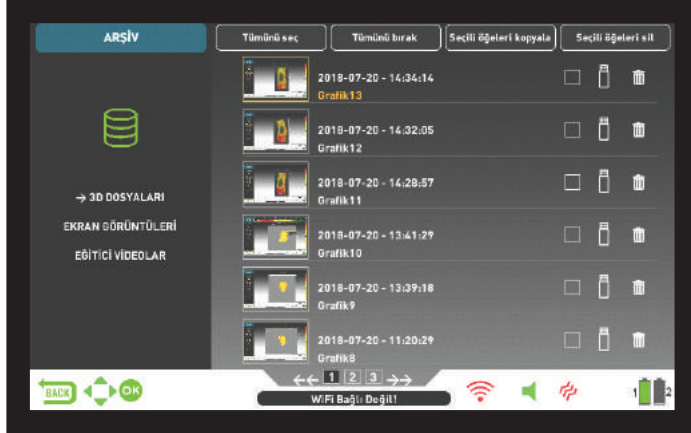 ARŞİV
Tümünü seç
Tümünü bırak
Seçili öğeleri kopyala
Seçili öğeleri sil
2018-07-20 - 14:34:14
Grafik13
2018-07-20 - 14:32:05
Grafik12
2018-07-20 - 14:28:57
Grafik11
2018-07-20 - 13:41:29
Grafik10
2018-07-20 - 13:39:18
Grafik9
2018-07-20 - 11:20:29
Grafik8
→ 3D DOSYALARI
EKRAN GÖRÜNTÜLERİ
EĞİTİCİ VİDEOLAR
BACK
OK
←← 1 2 3 →→
WiFi Bağlı Değil!
1 2